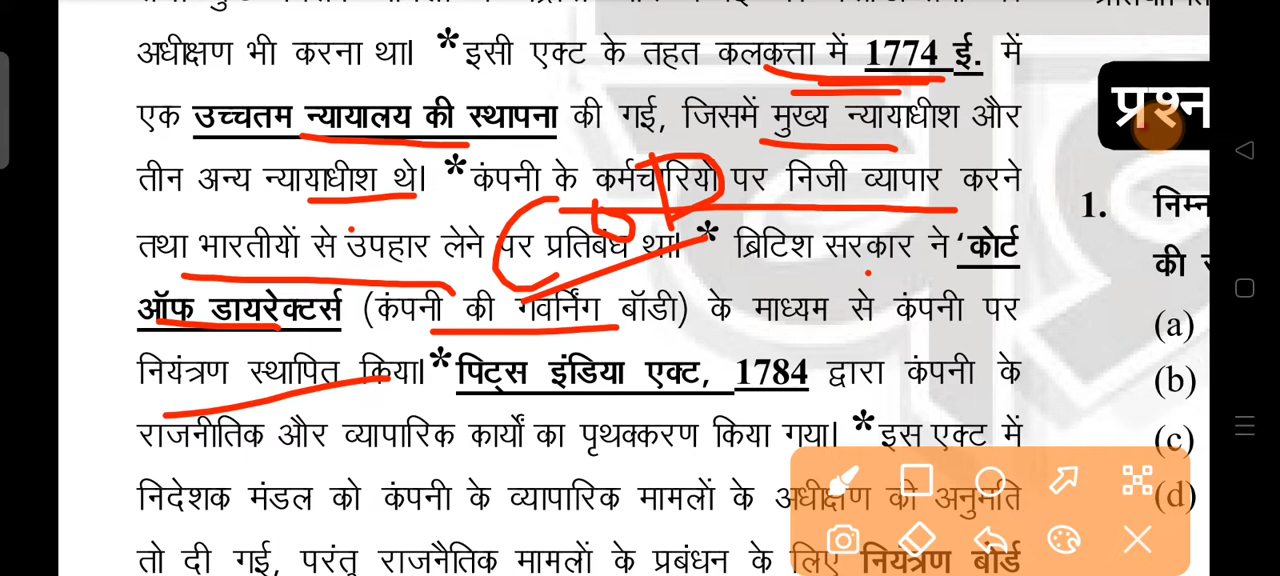 अधीक्षण भी करना था। *इसी एक्ट के तहत कलकत्ता में 1774 ई. में
एक उच्चतम न्यायालय की स्थापना की गई, जिसमें मुख्य न्यायाधीश और
तीन अन्य न्यायाधीश थे। *कंपनी के कर्मचारियों पर निजी व्यापार करने
तथा भारतीयों से उपहार लेने पर प्रतिबंध था। * ब्रिटिश सरकार ने ‘कोर्ट
ऑफ डायरेक्टर्स (कंपनी की गवर्निंग बॉडी) के माध्यम से कंपनी पर
नियंत्रण स्थापित किया। *पिट्स इंडिया एक्ट, 1784 द्वारा कंपनी के
राजनीतिक और व्यापारिक कार्यों का पृथक्करण किया गया। *इस एक्ट में
निदेशक मंडल को कंपनी के व्यापारिक मामलों के अधीक्षण की अनुमति
तो दी गई, परंतु राजनैतिक मामलों के प्रबंधन के लिए नियंत्रण बोर्ड
प्रश्न
1. निम्न
की
(a)
(b)
(c)
(d)